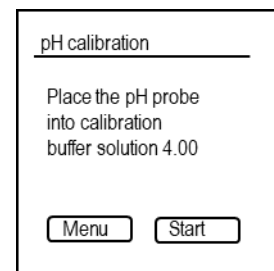 pH calibration
Place the pH probe
into calibration
buffer solution 4.00
Menu Start